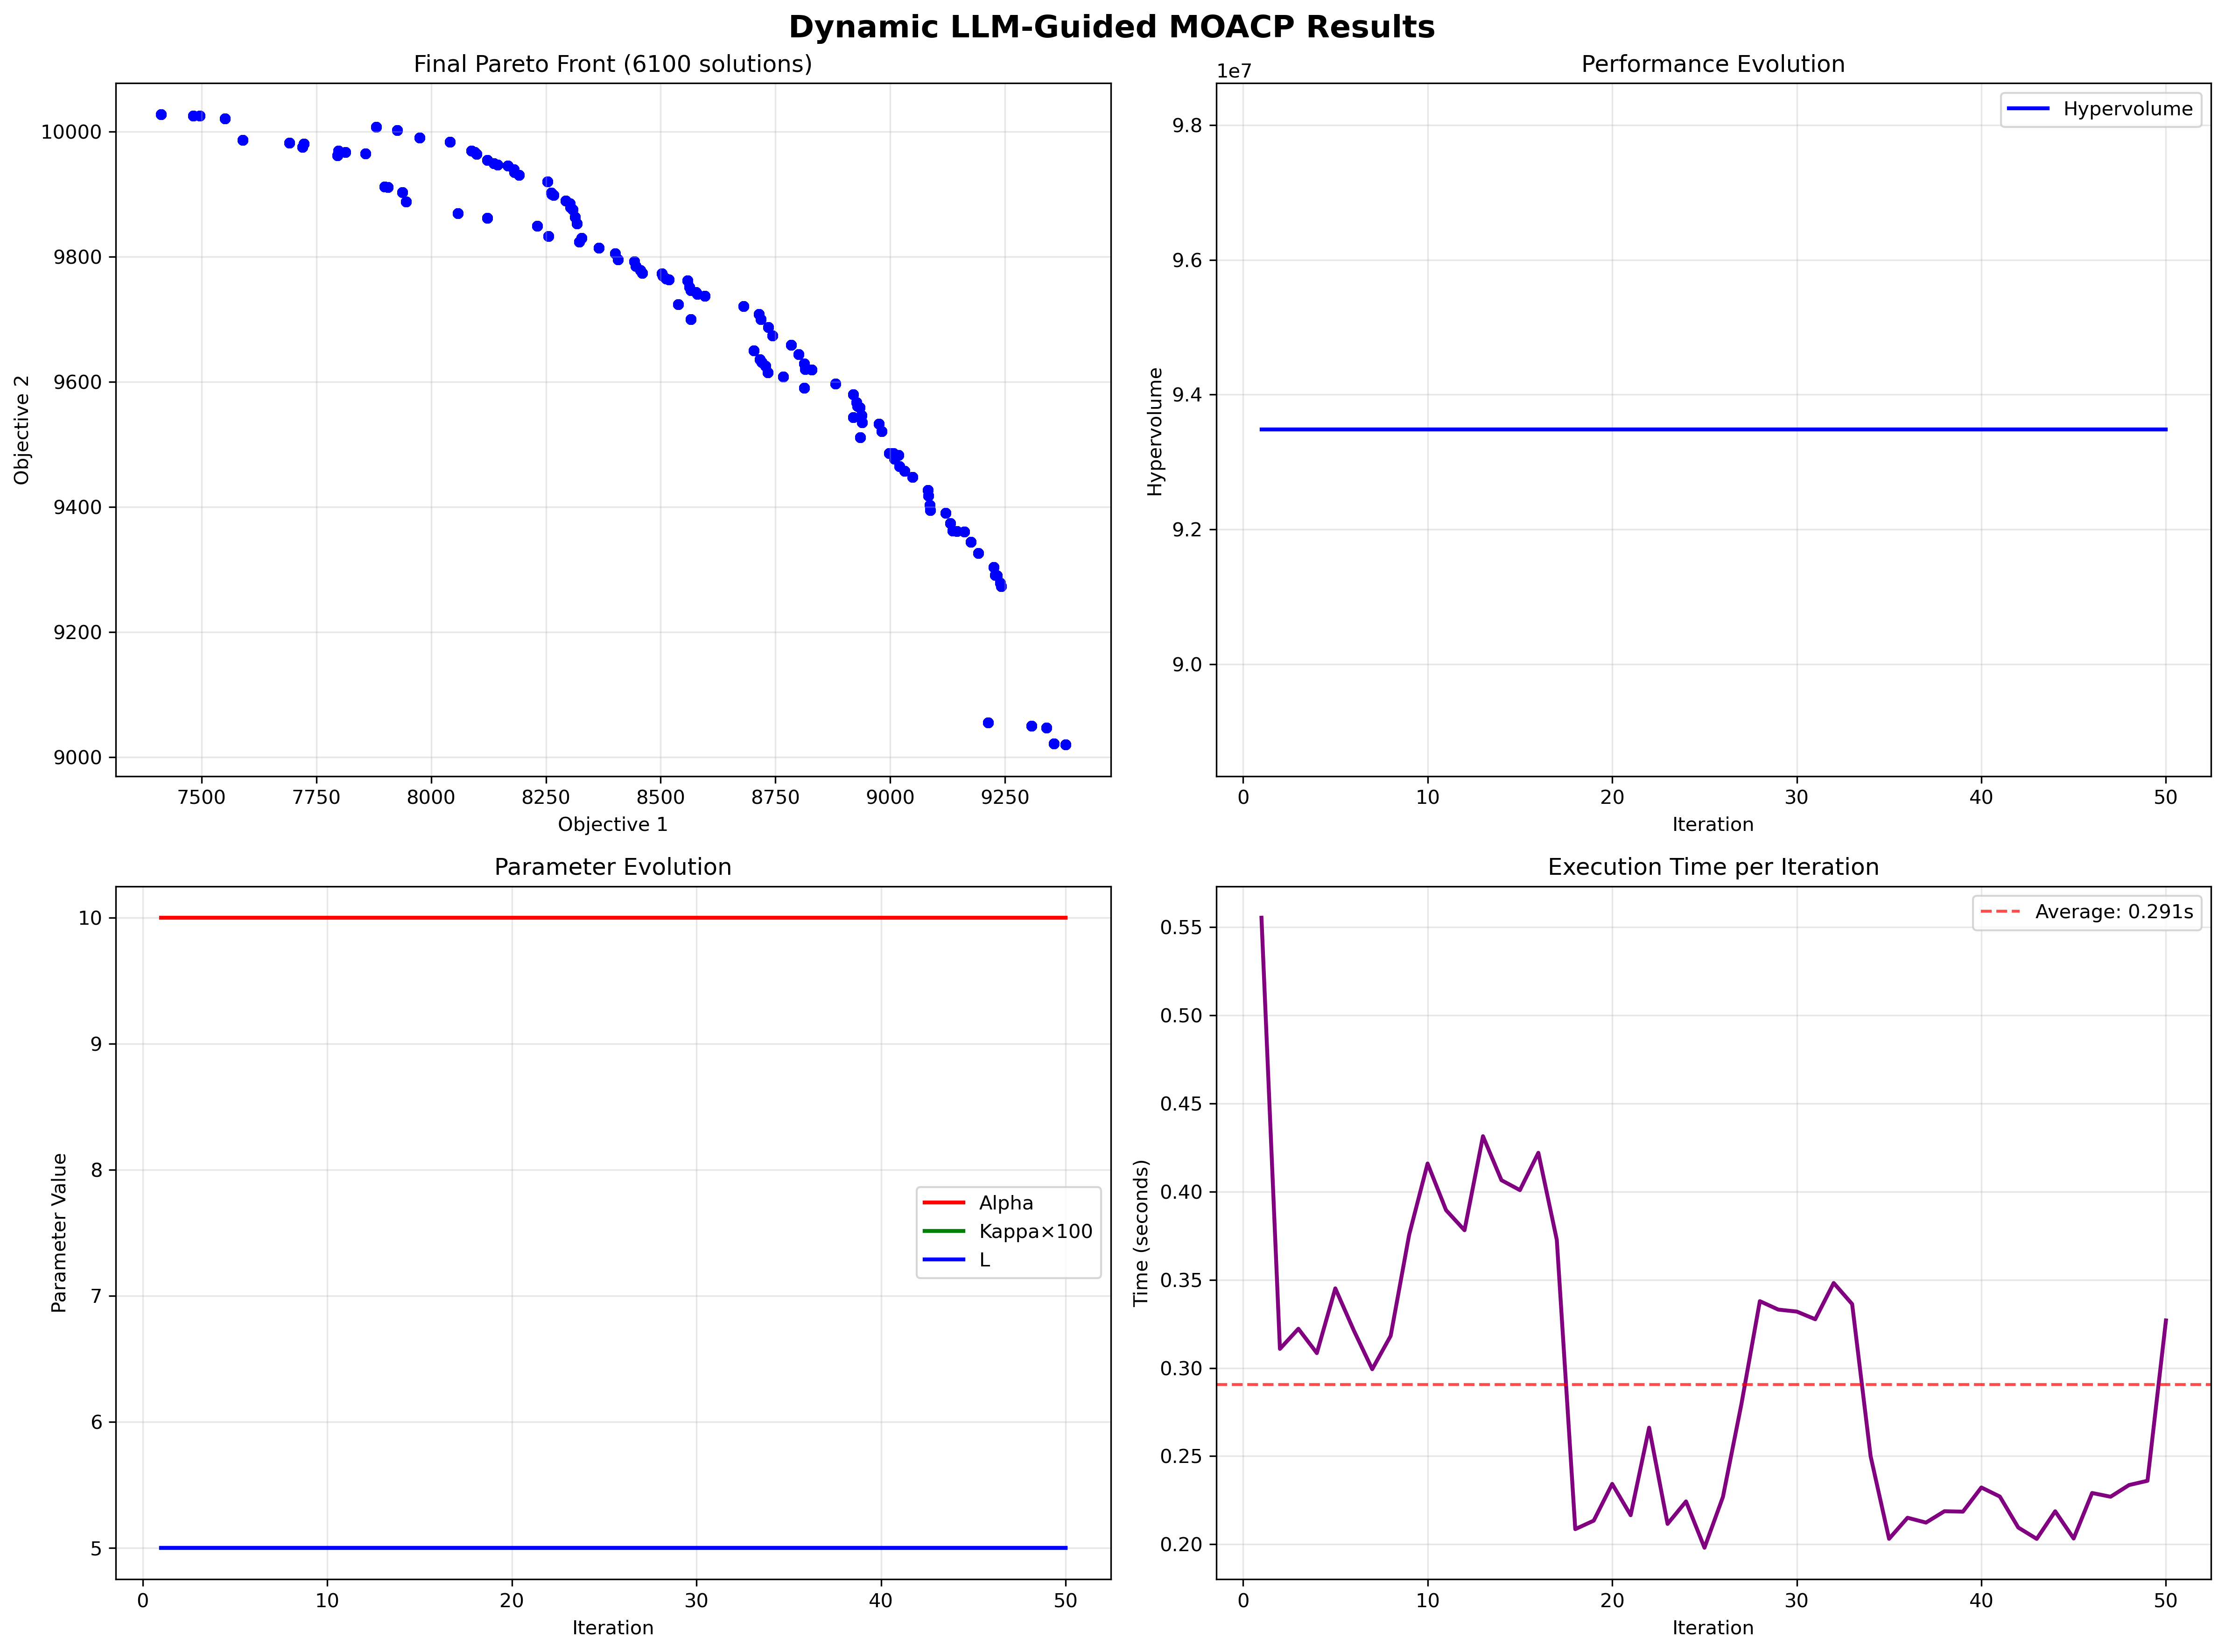 Dynamic LLM-Guided MOACP Results
Final Pareto Front (6100 solutions)
10000
9800
9600
9400
9200
9000
Objective 2
7500 7750 8000 8250 8500 8750 9000 9250
Objective 1
Performance Evolution
1e7
Hypervolume
9.8
9.6
9.4
9.2
9.0
Hypervolume
0 10 20 30 40 50
Iteration
Parameter Evolution
10
9
8
7
6
5
Parameter Value
Alpha
Kappa×100
L
0 10 20 30 40 50
Iteration
Execution Time per Iteration
Average: 0.291s
0.55
0.50
0.45
0.40
0.35
0.30
0.25
0.20
Time (seconds)
0 10 20 30 40 50
Iteration